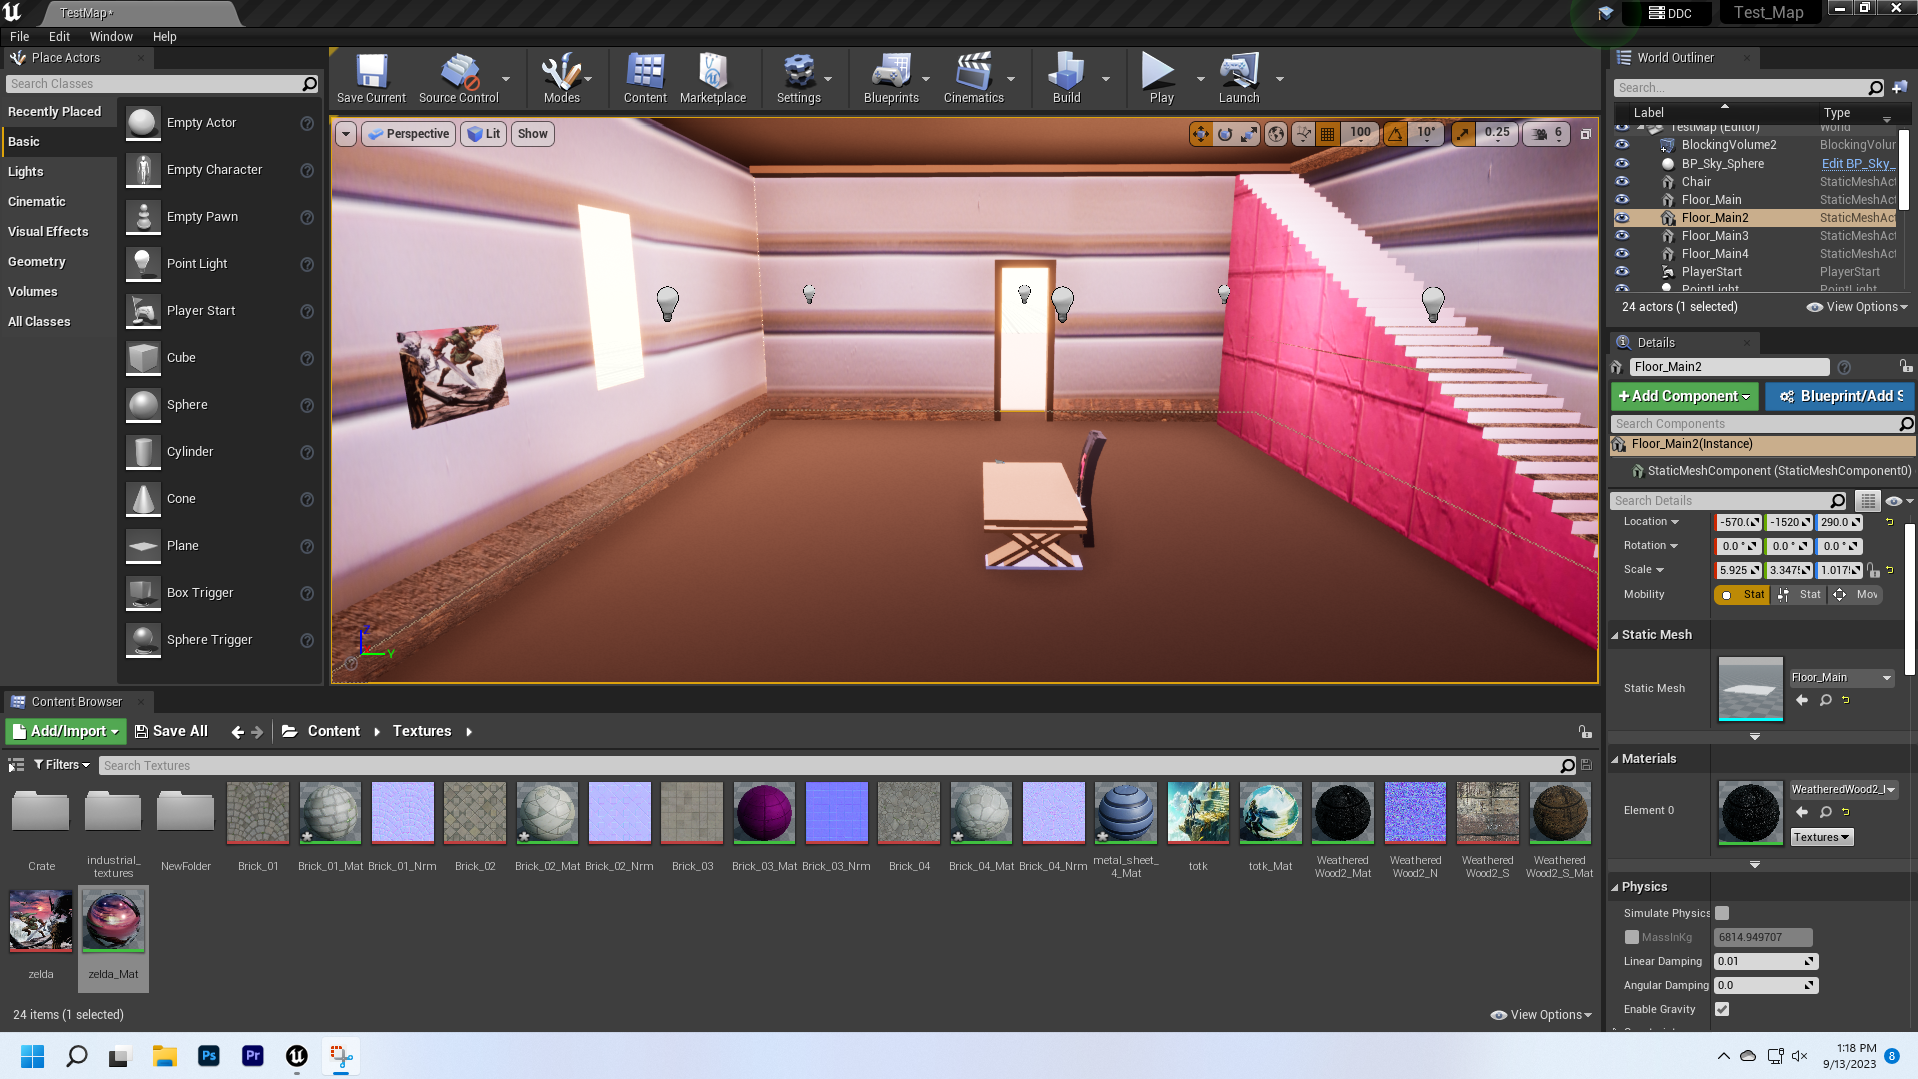 TestMap*
DDC
Test_Map
File Edit Window Help
Place Actors
Search Classes
Recently Placed
Basic
Lights
Cinematic
Visual Effects
Geometry
Volumes
All Classes
Empty Actor
Empty Character
Empty Pawn
Point Light
Player Start
Cube
Sphere
Cylinder
Cone
Plane
Box Trigger
Sphere Trigger
Save Current
Source Control
Modes
Content
Marketplace
Settings
Blueprints
Cinematics
Build
Play
Launch
Perspective Lit Show
100 10° 0.25 6
Z
Y
World Outliner
Search...
Label Type
TestMap (Editor) World
BlockingVolume2 BlockingVolur
BP_Sky_Sphere Edit BP_Sky_
Chair StaticMeshAct
Floor_Main StaticMeshAct
Floor_Main2 StaticMeshAct
Floor_Main3 StaticMeshAct
Floor_Main4 StaticMeshAct
PlayerStart PlayerStart
PointLight PointLight
24 actors (1 selected) View Options
Details
Floor_Main2
+Add Component Blueprint/Add S
Search Components
Floor_Main2(Instance)
StaticMeshComponent (StaticMeshComponent0)
Search Details
Location -570.( -1520 290.0
Rotation 0.0 ° 0.0 ° 0.0 °
Scale 5.925 3.347 1.017
Mobility Stat Stat Mov
Static Mesh
Static Mesh Floor_Main
Materials
Element 0 WeatheredWood2_
Textures
Physics
Simulate Physics
MassInKg 6814.949707
Linear Damping 0.01
Angular Damping 0.0
Enable Gravity
Content Browser
Add/Import Save All Content Textures
Filters Search Textures
Crate
industrial_
textures
NewFolder
Brick_01
Brick_01_Mat
Brick_01_Nrm
Brick_02
Brick_02_Mat
Brick_02_Nrm
Brick_03
Brick_03_Mat
Brick_03_Nrm
Brick_04
Brick_04_Mat
Brick_04_Nrm
metal_sheet_
4_Mat
totk
totk_Mat
Weathered
Wood2_Mat
Weathered
Wood2_N
Weathered
Wood2_S
Weathered
Wood2_S_Mat
zelda
zelda_Mat
24 items (1 selected) View Options
Ps
Pr
1:18 PM
9/13/2023
8